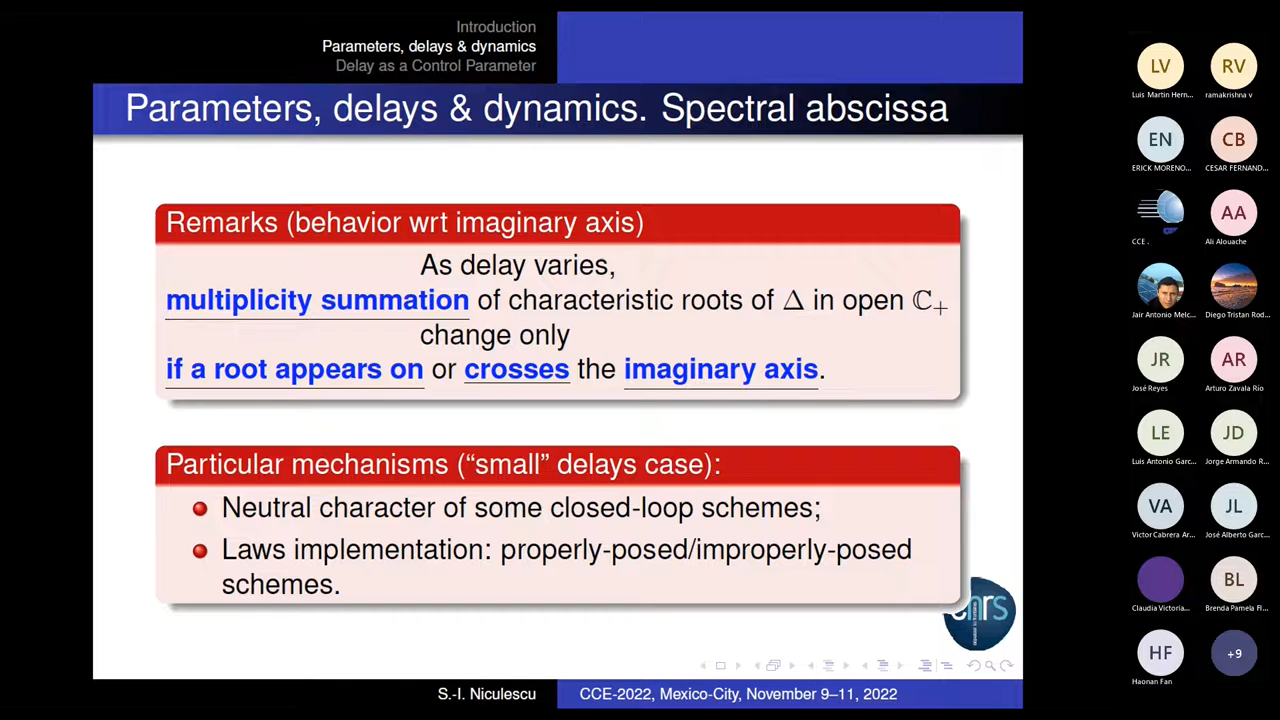 Introduction
Parameters, delays & dynamics
Delay as a Control Parameter
Parameters, delays & dynamics. Spectral abscissa
Remarks (behavior wrt imaginary axis)
As delay varies,
multiplicity summation of characteristic roots of Δ in open ℂ₊
change only
if a root appears on or crosses the imaginary axis.
Particular mechanisms (“small” delays case):
Neutral character of some closed-loop schemes;
Laws implementation: properly-posed/improperly-posed
schemes.
cnrs
S.-I. Niculescu
CCE-2022, Mexico-City, November 9–11, 2022
LV
RV
Luis Martin Hern...
ramakrishna v
EN
CB
ERICK MORENO...
CESAR FERNAND...
AA
CCE .
Ali Alouache
Jair Antonio Melc...
Diego Tristan Rod...
JR
AR
José Reyes
Arturo Zavala Río
LE
JD
Luis Antonio Garc...
Jorge Armando R...
VA
JL
Victor Cabrera Ar...
José Alberto Garc...
BL
Claudia Victoria...
Brenda Pamela Fl...
HF
+9
Haonan Fan